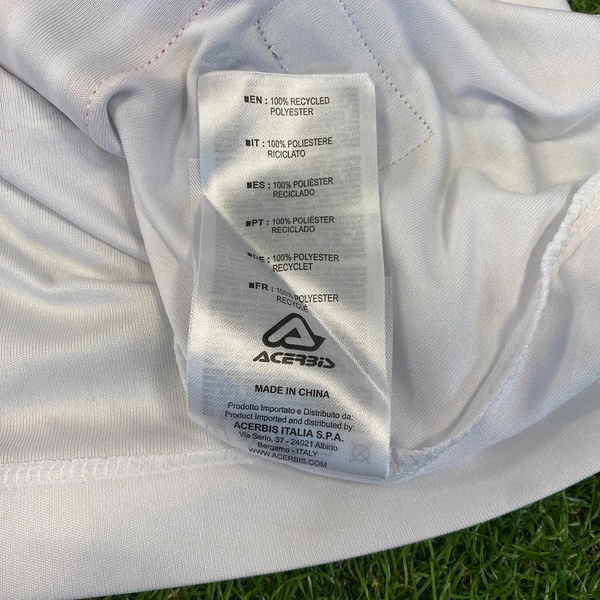 EN : 100% RECYCLED
POLYESTER
IT : 100% POLIESTERE
RICICLATO
ES : 100% POLIÉSTER
RECICLADO
PT : 100% POLIÉSTER
RECICLADO
DE : 100% POLYESTER
RECYCLET
FR : 100% POLYESTER
RECYCLÉ
ACERBIS
MADE IN CHINA
Prodotto Importato e Distribuito da:
Product Imported and distributed by:
ACERBIS ITALIA S.P.A.
Via Serio, 37 - 24021 Albino
Bergamo - ITALY
WWW.ACERBIS.COM